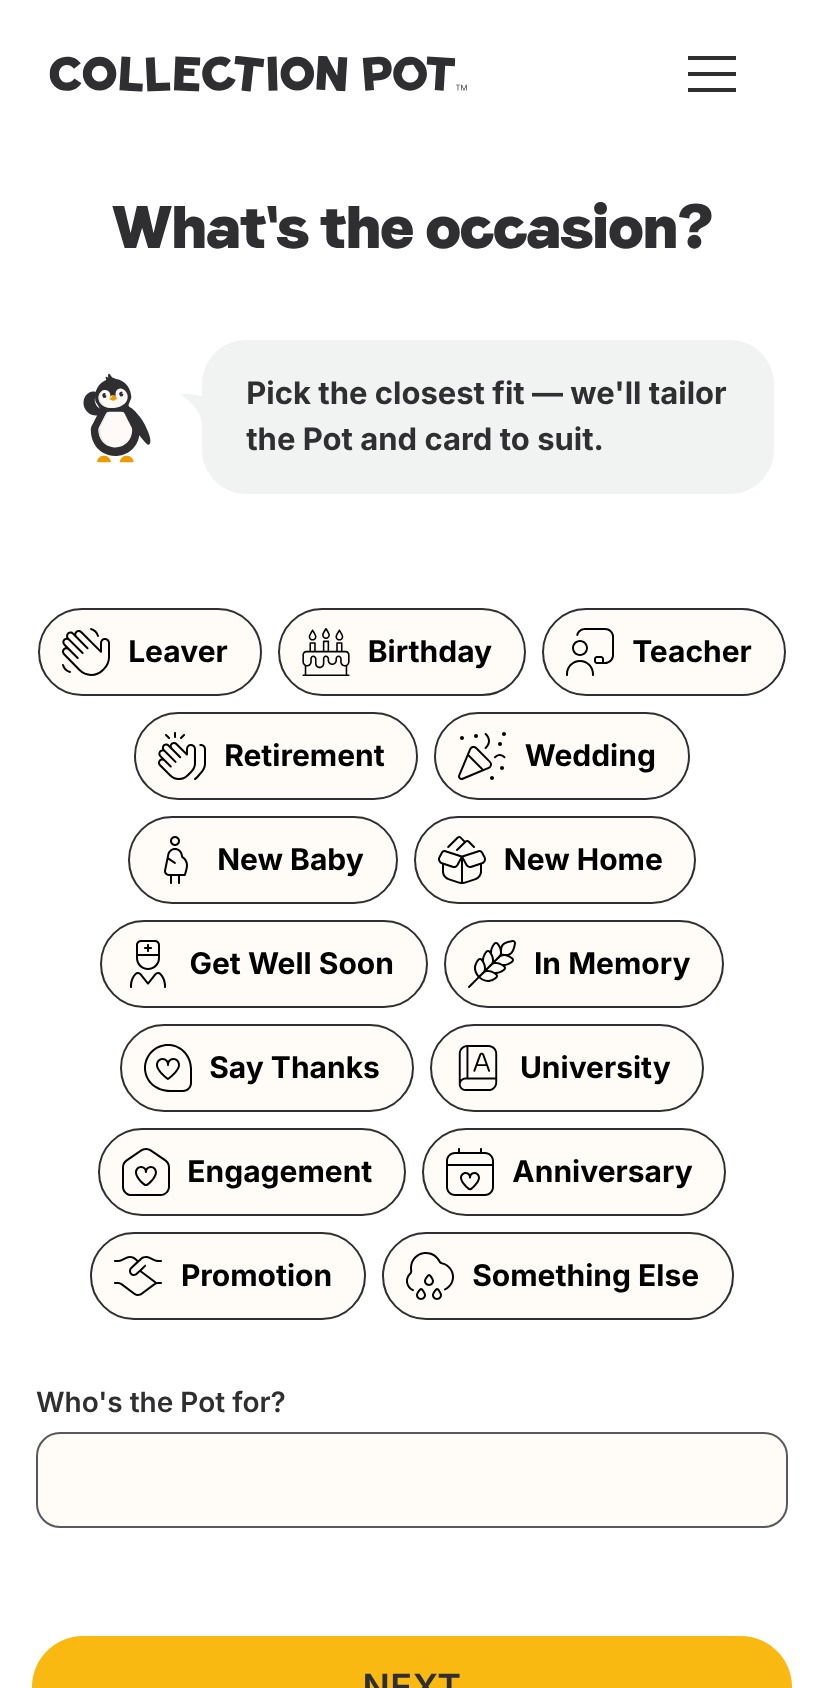 COLLECTION POT™
What's the occasion?
Pick the closest fit — we'll tailor
the Pot and card to suit.
Leaver
Birthday
Teacher
Retirement
Wedding
New Baby
New Home
Get Well Soon
In Memory
Say Thanks
A
University
Engagement
Anniversary
Promotion
Something Else
Who's the Pot for?
NEXT